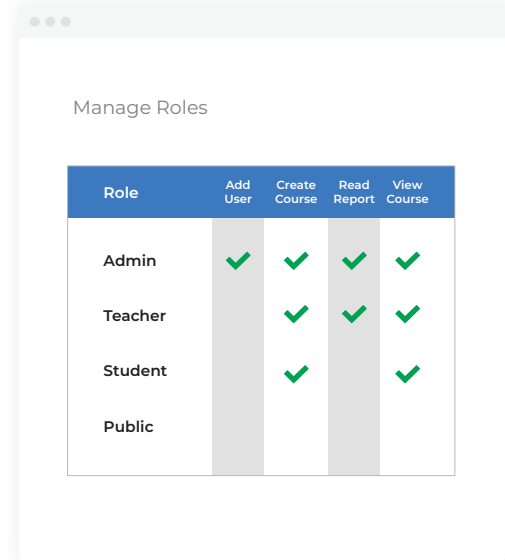 Manage Roles
Role
Add User
Create Course
Read Report
View Course
Admin
Teacher
Student
Public